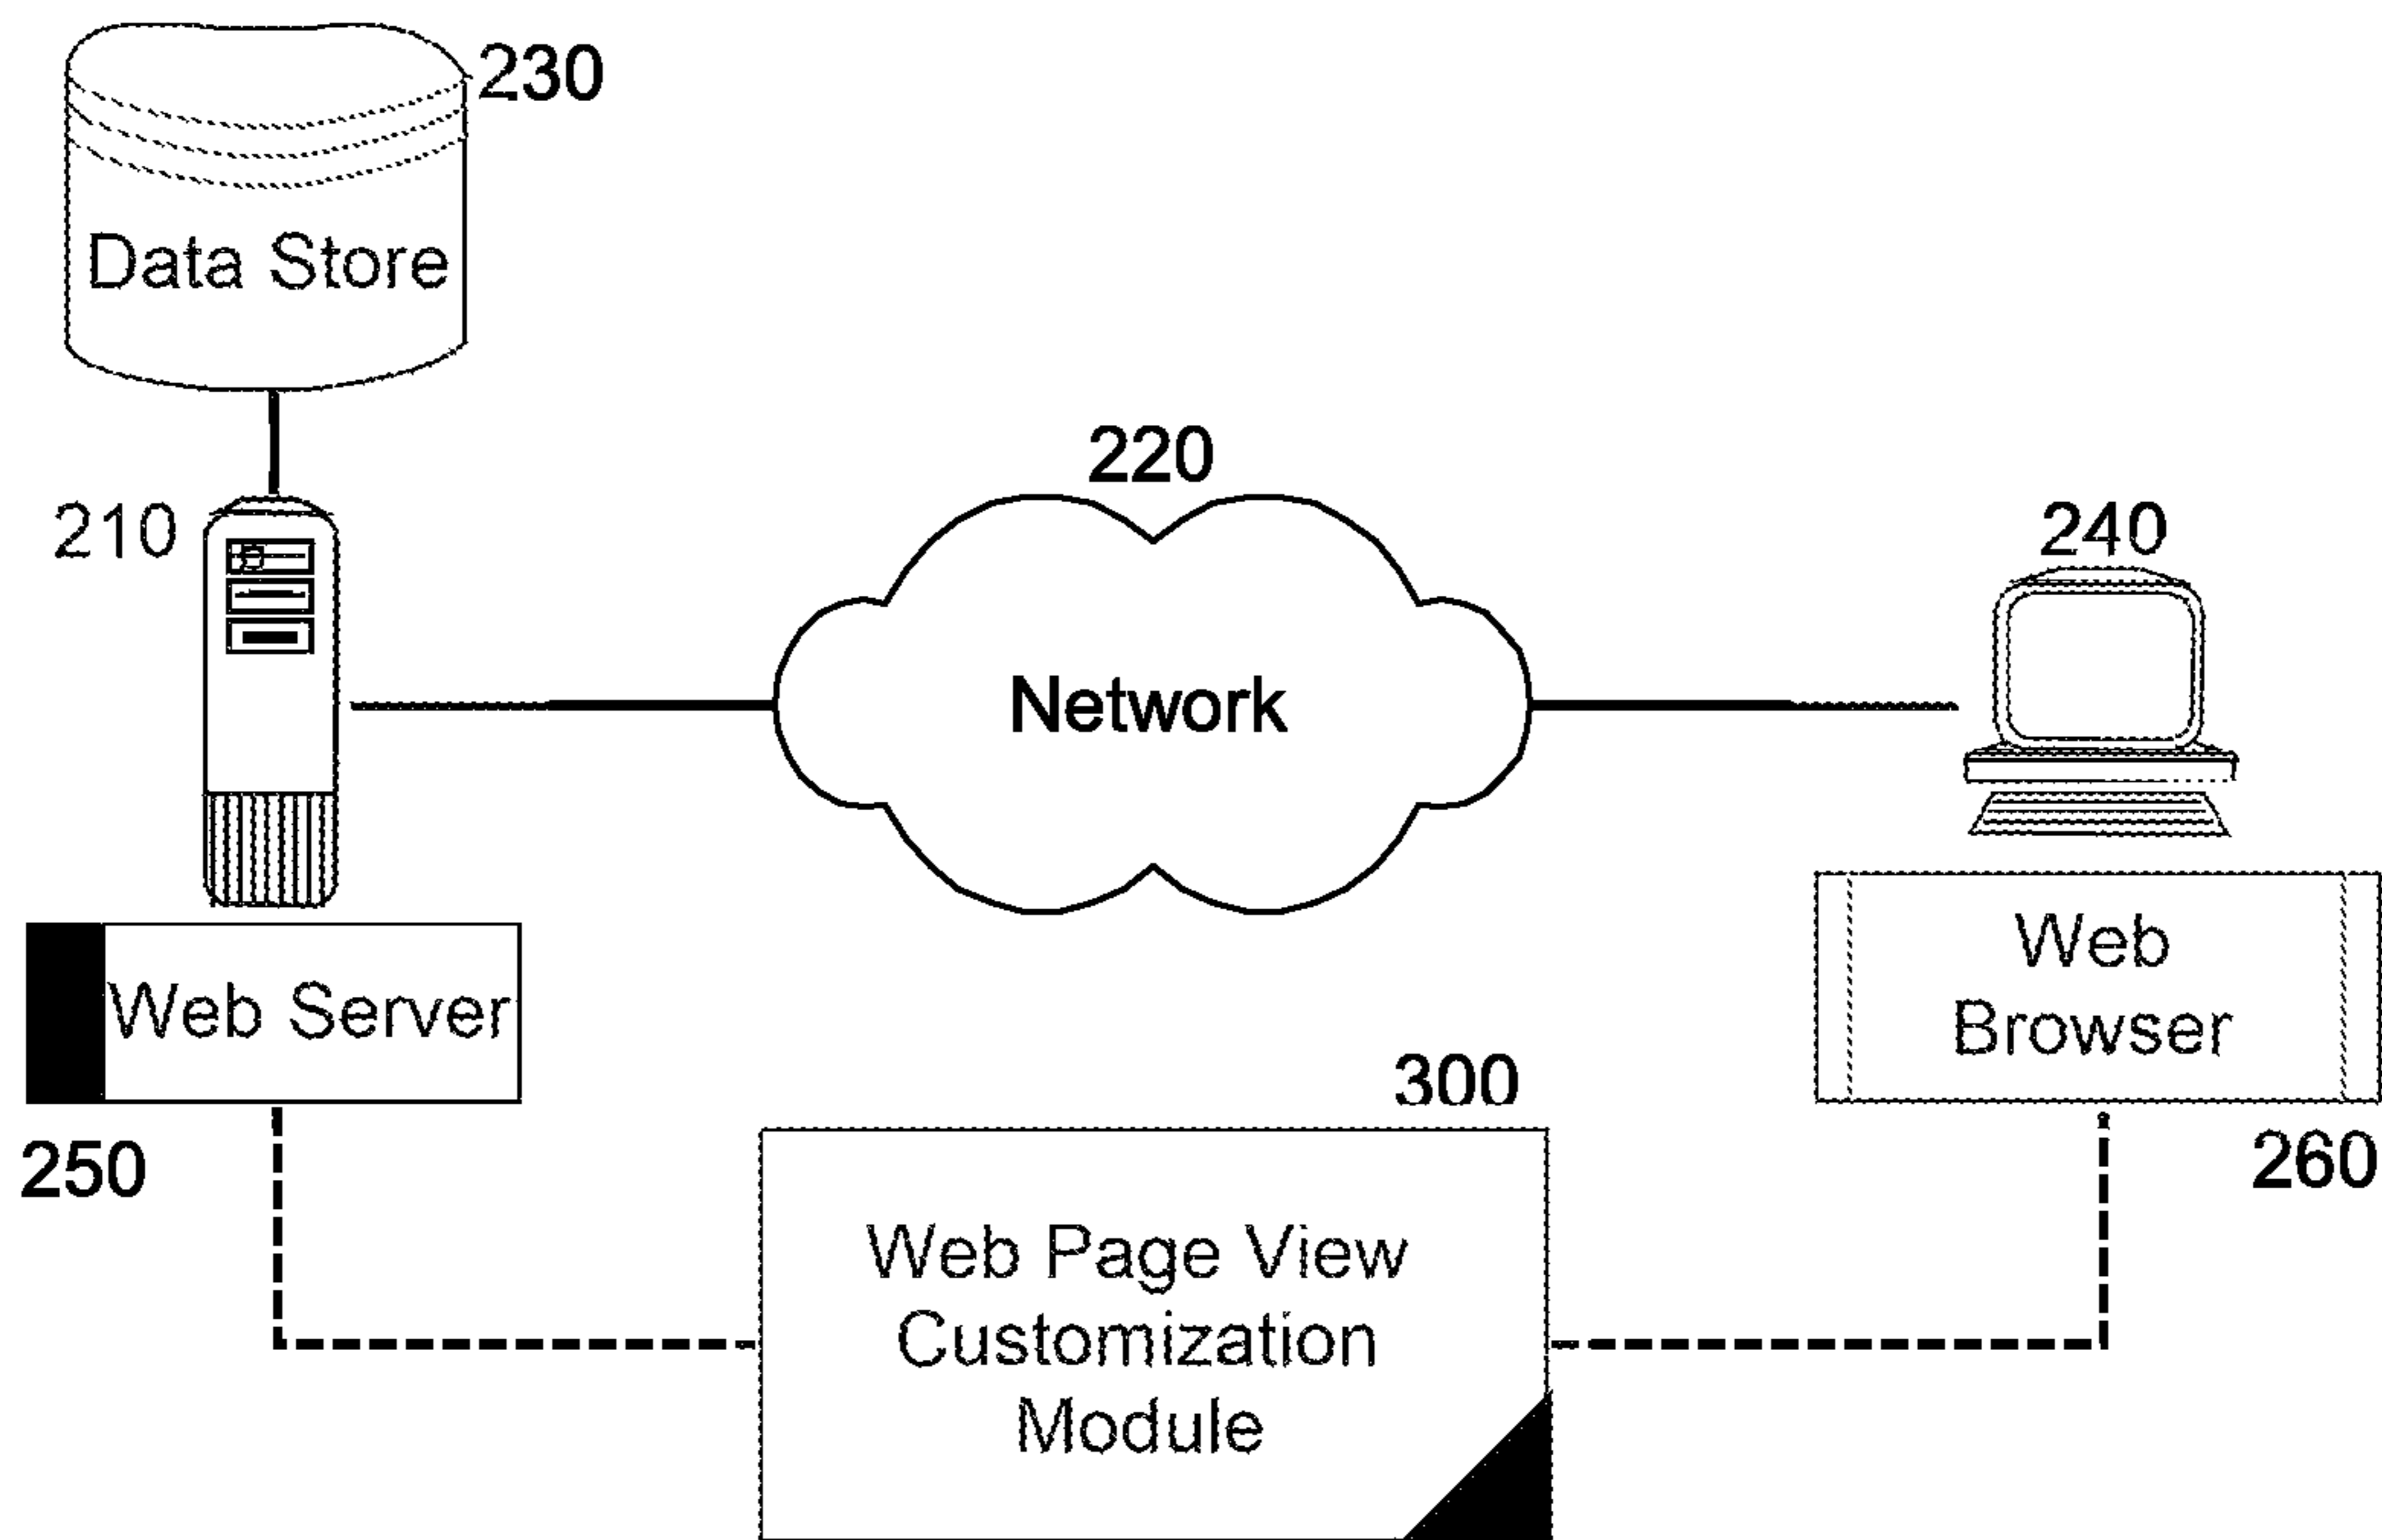 230
Data Store
220
210
240
Network
Web
Browser
Web Server
300
250
260
Web Page View
Customization
Module